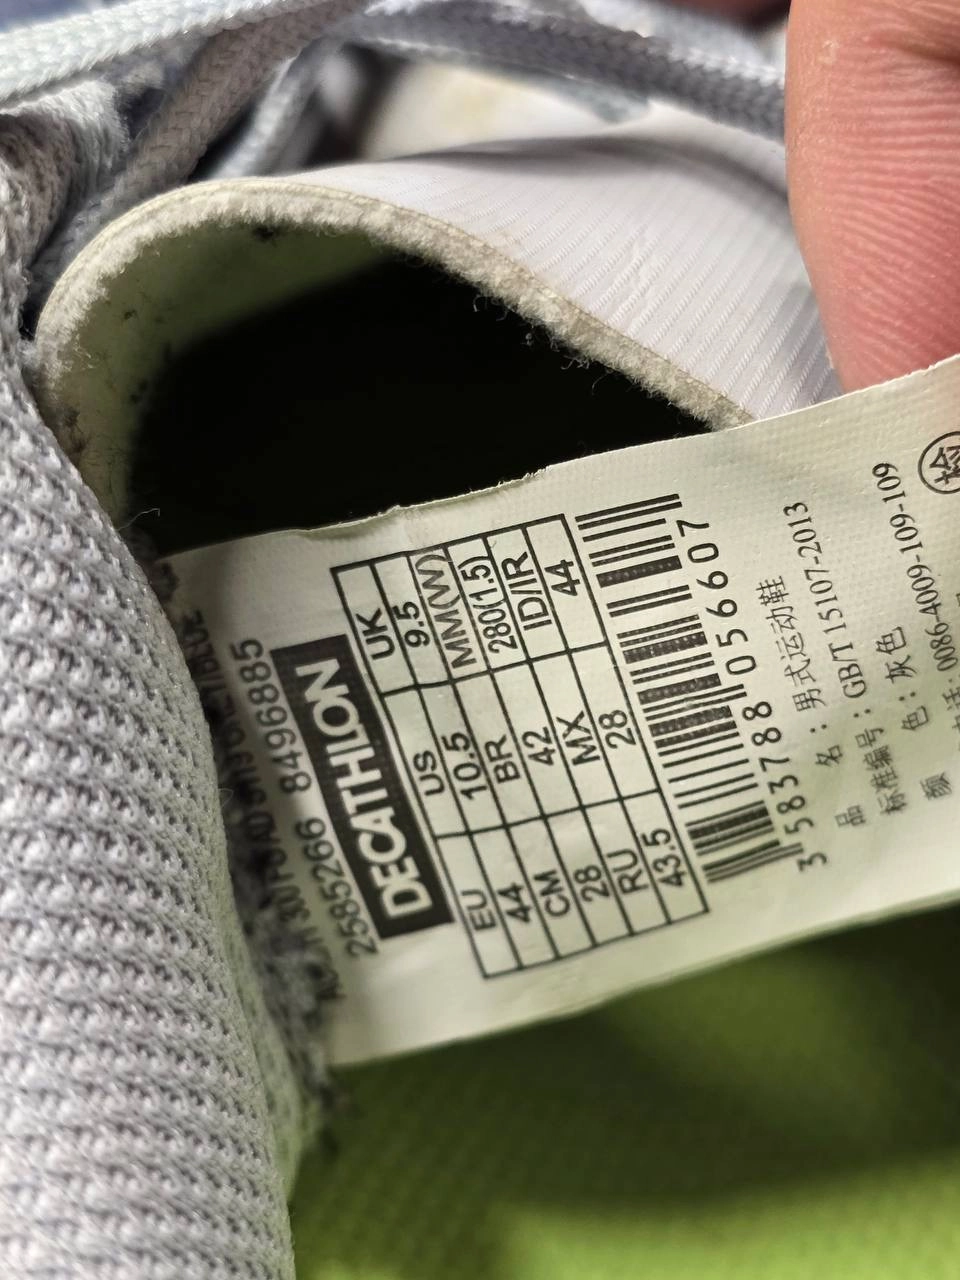 25852266 8496885
DECATHLON
EU US UK
44 10.5 9.5
CM BR MM(W)
28 42 280(1.5)
RU MX ID/IR
43.5 28 44
3 583788 056607
品 名：男式运动鞋
标准编号：GB/T 15107-2013
颜 色：灰色
0086-4009-109-109
检